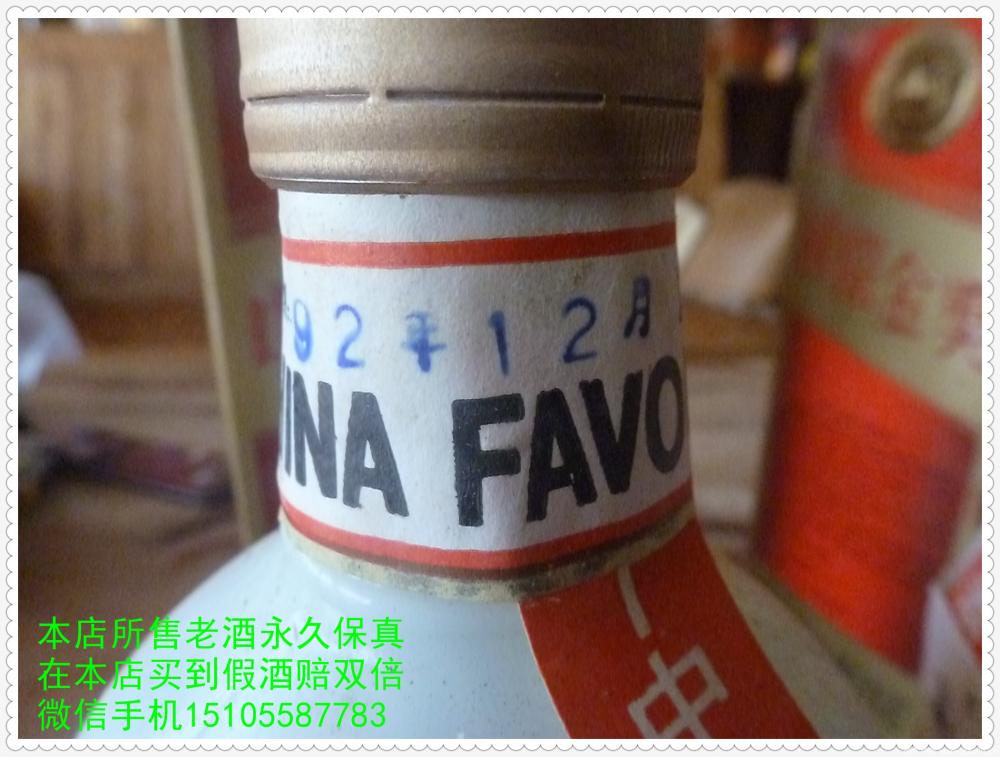 92年12月
INA FAVO
中
本店所售老酒永久保真
在本店买到假酒赔双倍
微信手机15105587783